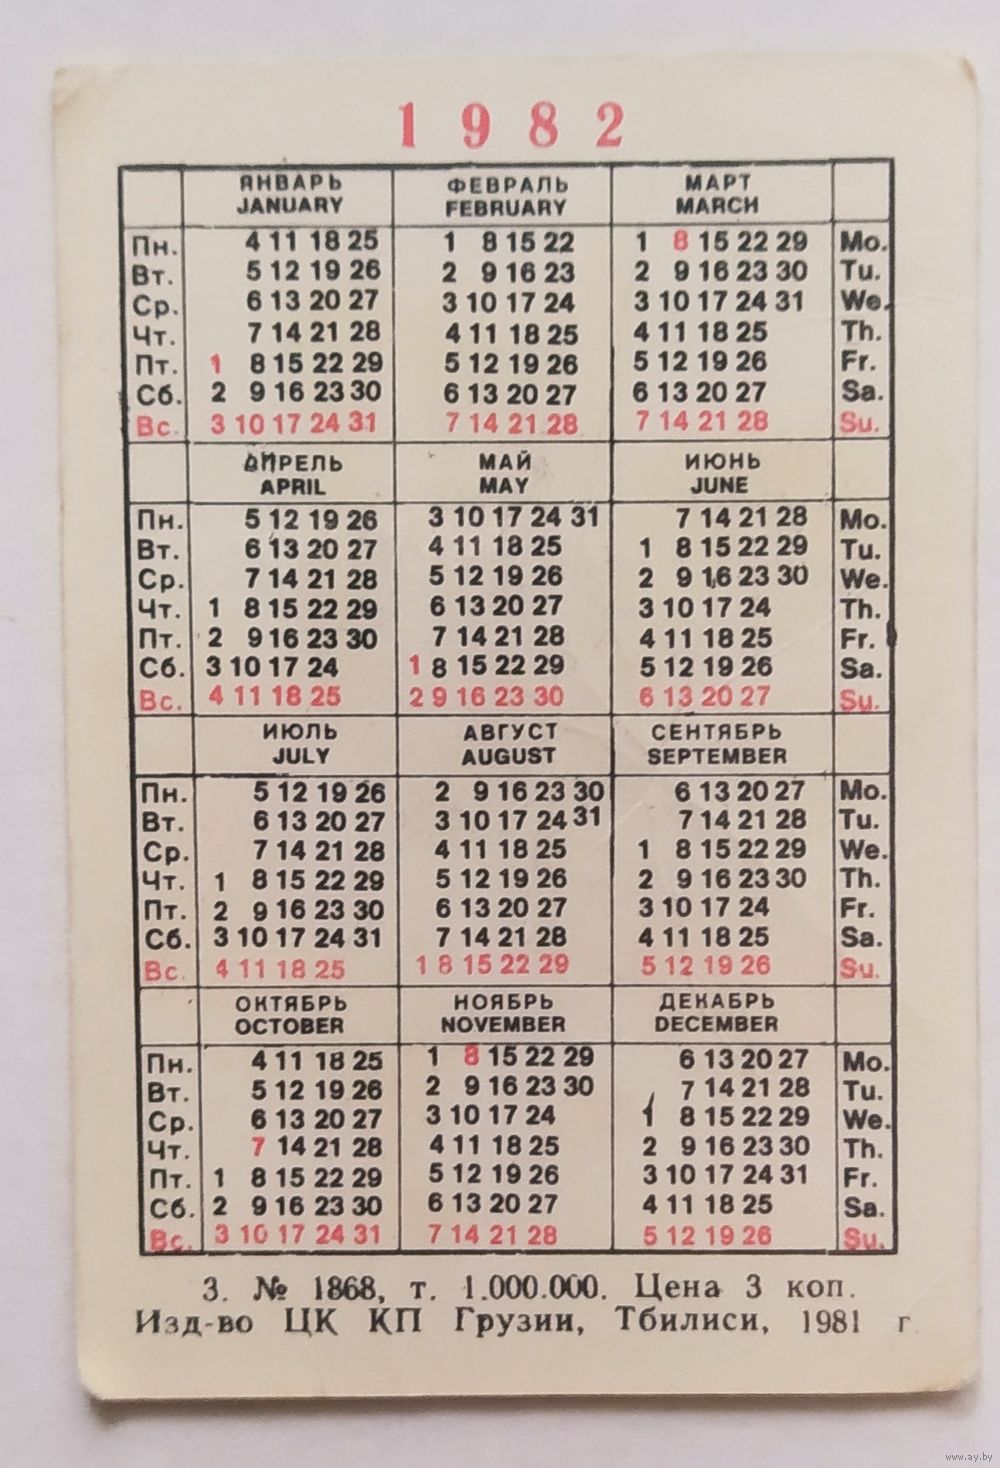 1 9 8 2
ЯНВАРЬ ФЕВРАЛЬ МАРТ
JANUARY FEBRUARY MARCH
Пн. 4 11 18 25 1 8 15 22 1 8 15 22 29 Mo.
Вт. 5 12 19 26 2 9 16 23 2 9 16 23 30 Tu.
Ср. 6 13 20 27 3 10 17 24 3 10 17 24 31 We.
Чт. 7 14 21 28 4 11 18 25 4 11 18 25 Th.
Пт. 1 8 15 22 29 5 12 19 26 5 12 19 26 Fr.
Сб. 2 9 16 23 30 6 13 20 27 6 13 20 27 Sa.
Вс. 3 10 17 24 31 7 14 21 28 7 14 21 28 Su.
АПРЕЛЬ МАЙ ИЮНЬ
APRIL MAY JUNE
Пн. 5 12 19 26 3 10 17 24 31 7 14 21 28 Mo.
Вт. 6 13 20 27 4 11 18 25 1 8 15 22 29 Tu.
Ср. 7 14 21 28 5 12 19 26 2 9 16 23 30 We.
Чт. 1 8 15 22 29 6 13 20 27 3 10 17 24 Th.
Пт. 2 9 16 23 30 7 14 21 28 4 11 18 25 Fr.
Сб. 3 10 17 24 1 8 15 22 29 5 12 19 26 Sa.
Вс. 4 11 18 25 2 9 16 23 30 6 13 20 27 Su.
ИЮЛЬ АВГУСТ СЕНТЯБРЬ
JULY AUGUST SEPTEMBER
Пн. 5 12 19 26 2 9 16 23 30 6 13 20 27 Mo.
Вт. 6 13 20 27 3 10 17 24 31 7 14 21 28 Tu.
Ср. 7 14 21 28 4 11 18 25 1 8 15 22 29 We.
Чт. 1 8 15 22 29 5 12 19 26 2 9 16 23 30 Th.
Пт. 2 9 16 23 30 6 13 20 27 3 10 17 24 Fr.
Сб. 3 10 17 24 31 7 14 21 28 4 11 18 25 Sa.
Вс. 4 11 18 25 1 8 15 22 29 5 12 19 26 Su.
ОКТЯБРЬ НОЯБРЬ ДЕКАБРЬ
OCTOBER NOVEMBER DECEMBER
Пн. 4 11 18 25 1 8 15 22 29 6 13 20 27 Mo.
Вт. 5 12 19 26 2 9 16 23 30 7 14 21 28 Tu.
Ср. 6 13 20 27 3 10 17 24 1 8 15 22 29 We.
Чт. 7 14 21 28 4 11 18 25 2 9 16 23 30 Th.
Пт. 1 8 15 22 29 5 12 19 26 3 10 17 24 31 Fr.
Сб. 2 9 16 23 30 6 13 20 27 4 11 18 25 Sa.
Вс. 3 10 17 24 31 7 14 21 28 5 12 19 26 Su.
З. № 1868, т. 1.000.000. Цена 3 коп.
Изд-во ЦК КП Грузии, Тбилиси, 1981 г
www.ay.by